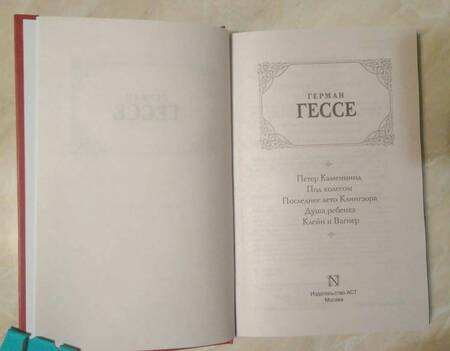 ГЕРМАН
ГЕССЕ
Петер Каменцинд
Под колесом
Последнее лето Клингзора
Душа ребенка
Клейн и Вагнер
N
Издательство АСТ
Москва